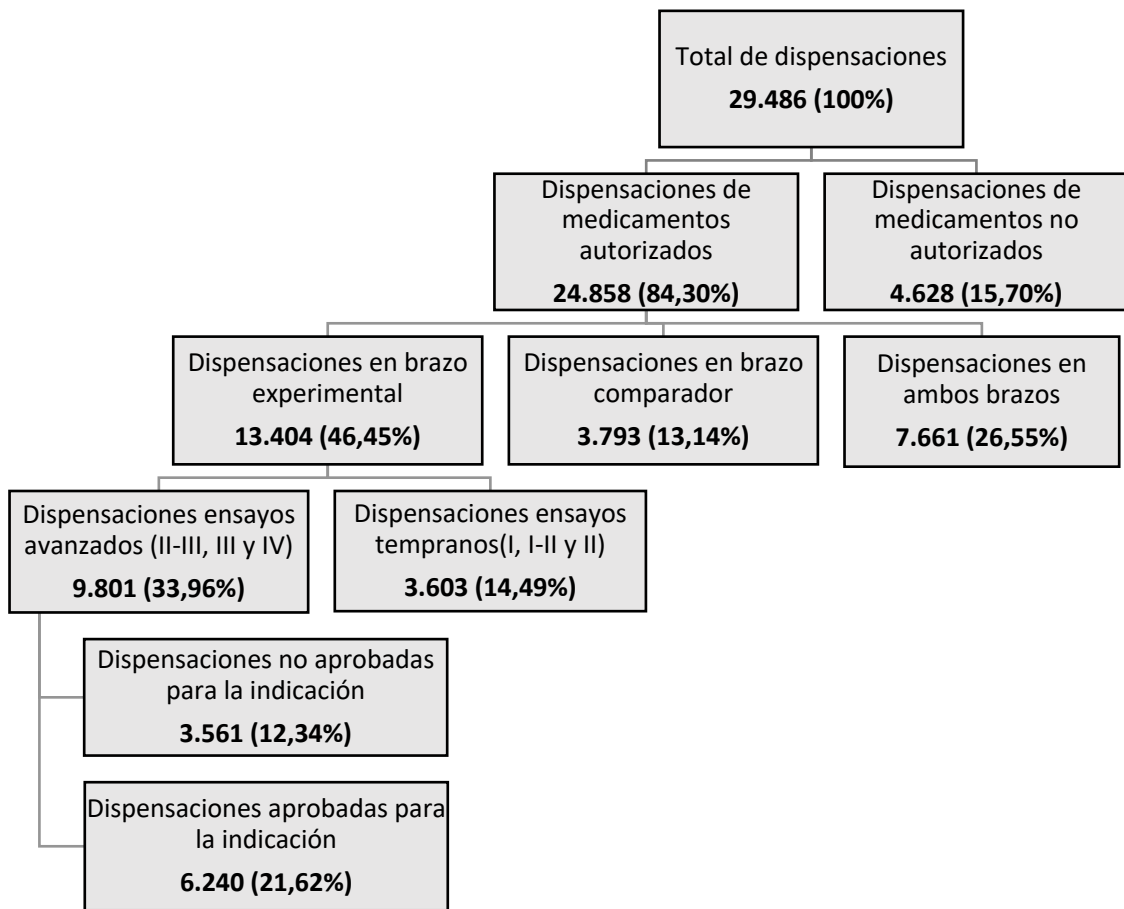 Total de dispensaciones
29.486 (100%)
Dispensaciones de
medicamentos
autorizados
24.858 (84,30%)
Dispensaciones de
medicamentos no
autorizados
4.628 (15,70%)
Dispensaciones en brazo
experimental
13.404 (46,45%)
Dispensaciones en brazo
comparador
3.793 (13,14%)
Dispensaciones en
ambos brazos
7.661 (26,55%)
Dispensaciones ensayos
avanzados (II-III, III y IV)
9.801 (33,96%)
Dispensaciones ensayos
tempranos(I, I-II y II)
3.603 (14,49%)
Dispensaciones no aprobadas
para la indicación
3.561 (12,34%)
Dispensaciones aprobadas para
la indicación
6.240 (21,62%)